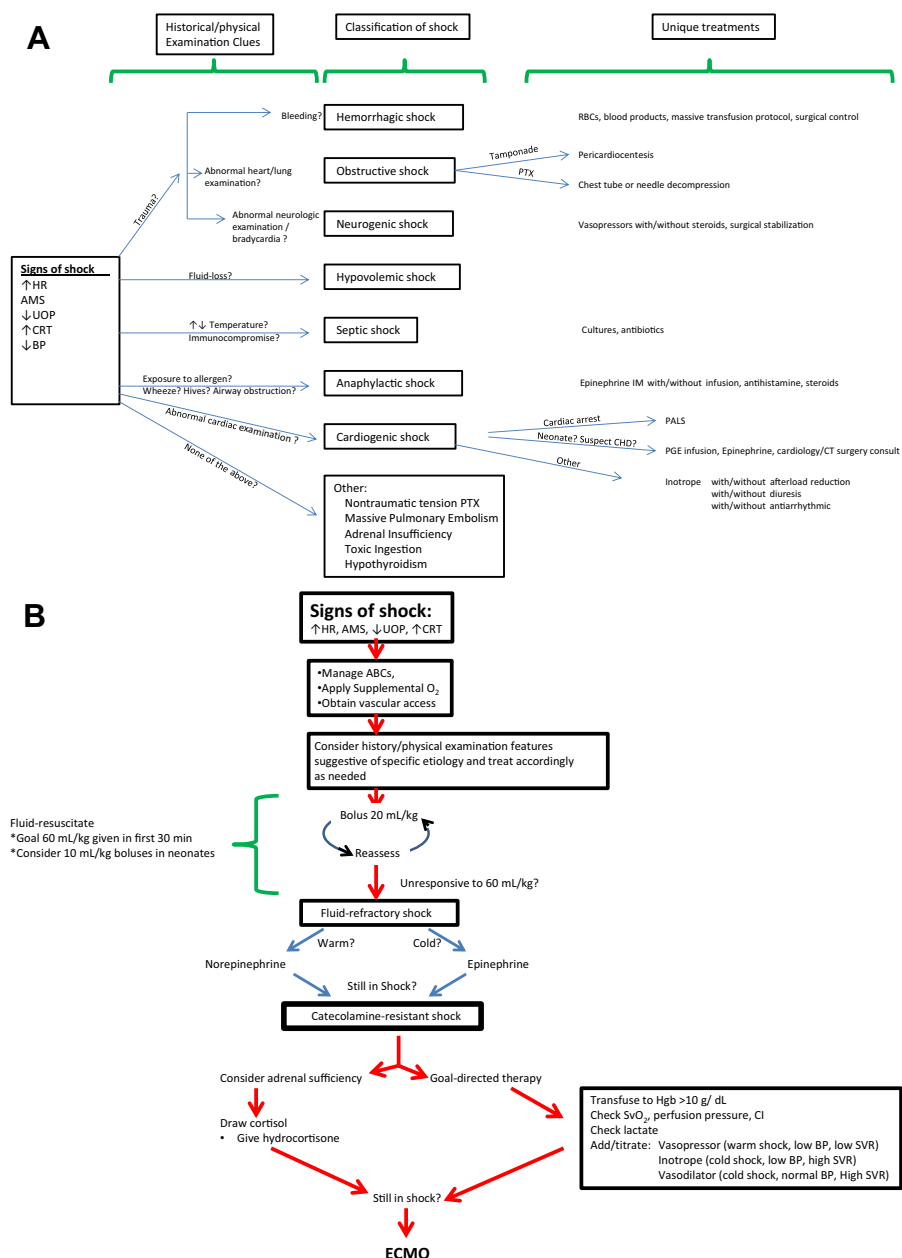 A
Historical/physical
Examination Clues
Classification of shock
Unique treatments
Bleeding?
Hemorrhagic shock
RBCs, blood products, massive transfusion protocol, surgical control
Trauma?
Abnormal heart/lung
examination?
Obstructive shock
Tamponade
Pericardiocentesis
PTX
Chest tube or needle decompression
Abnormal neurologic
examination /
bradycardia ?
Neurogenic shock
Vasopressors with/without steroids, surgical stabilization
Signs of shock
↑HR
AMS
↓UOP
↑CRT
↓BP
Fluid-loss?
Hypovolemic shock
↑↓ Temperature?
Immunocompromise?
Septic shock
Cultures, antibiotics
Exposure to allergen?
Wheeze? Hives? Airway obstruction?
Anaphylactic shock
Epinephrine IM with/without infusion, antihistamine, steroids
Abnormal cardiac examination ?
Cardiogenic shock
Cardiac arrest
PALS
Neonate? Suspect CHD?
PGE infusion, Epinephrine, cardiology/CT surgery consult
Other
Inotrope with/without afterload reduction
with/without diuresis
with/without antiarrhythmic
None of the above?
Other:
Nontraumatic tension PTX
Massive Pulmonary Embolism
Adrenal Insufficiency
Toxic Ingestion
Hypothyroidism
B
Signs of shock:
↑HR, AMS, ↓UOP, ↑CRT
•Manage ABCs,
•Apply Supplemental O₂
•Obtain vascular access
Consider history/physical examination features
suggestive of specific etiology and treat accordingly
as needed
Fluid-resuscitate
*Goal 60 mL/kg given in first 30 min
*Consider 10 mL/kg boluses in neonates
Bolus 20 mL/kg
Reassess
Unresponsive to 60 mL/kg?
Fluid-refractory shock
Warm?
Cold?
Norepinephrine
Epinephrine
Still in Shock?
Catecolamine-resistant shock
Consider adrenal sufficiency
Goal-directed therapy
Draw cortisol
• Give hydrocortisone
Transfuse to Hgb >10 g/ dL
Check SvO₂, perfusion pressure, CI
Check lactate
Add/titrate: Vasopressor (warm shock, low BP, low SVR)
Inotrope (cold shock, low BP, high SVR)
Vasodilator (cold shock, normal BP, High SVR)
Still in shock?
ECMO